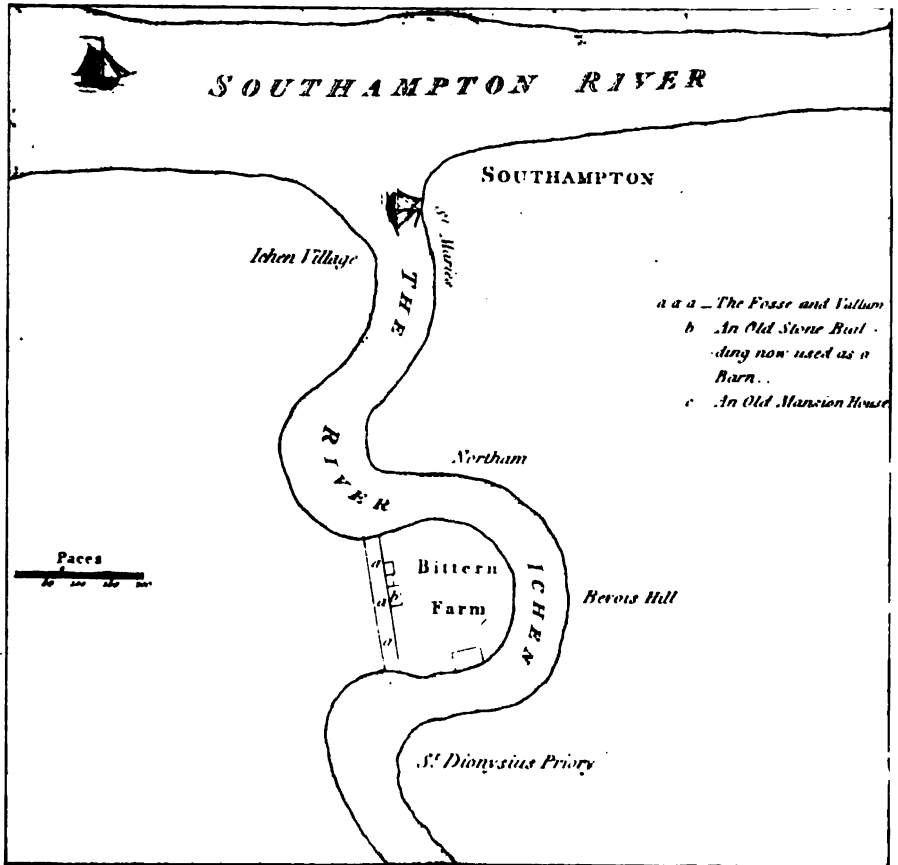 SOUTHAMPTON RIVER
SOUTHAMPTON
St. Maries
Ichen Village
THE
a a a _ The Fosse and Vallum
b An Old Stone Buil -
ding now used as a
Barn..
c An Old Mansion House
RIVER
Northam
Paces
a
Bittern
ICHEN
a b
Farm
Bevois Hill
a
St. Dionysius Priory